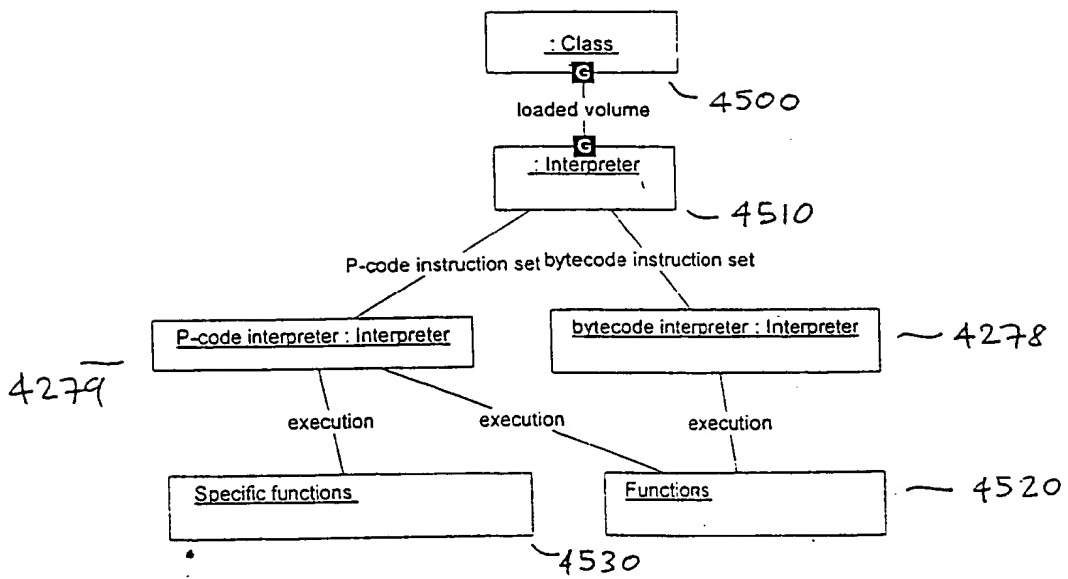 : Class
G
4500
loaded volume
G
: Interpreter
4510
P-code instruction set bytecode instruction set
P-code interpreter : Interpreter
bytecode interpreter : Interpreter
4278
4279
execution
execution
execution
Specific functions
Functions
4520
4530